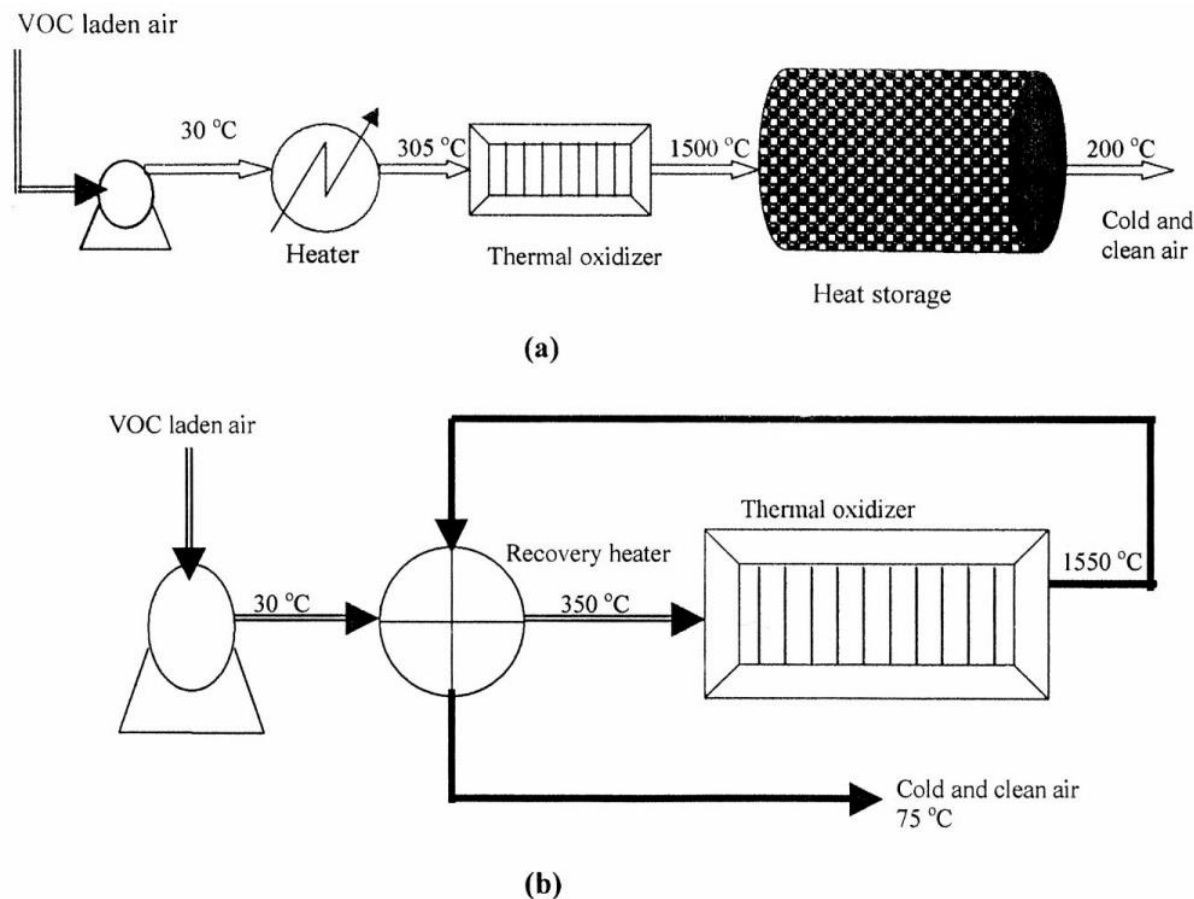 VOC laden air
30 °C
305 °C
1500 °C
200 °C
Heater
Thermal oxidizer
Heat storage
Cold and
clean air
(a)
VOC laden air
Thermal oxidizer
Recovery heater
1550 °C
30 °C
350 °C
Cold and clean air
75 °C
(b)